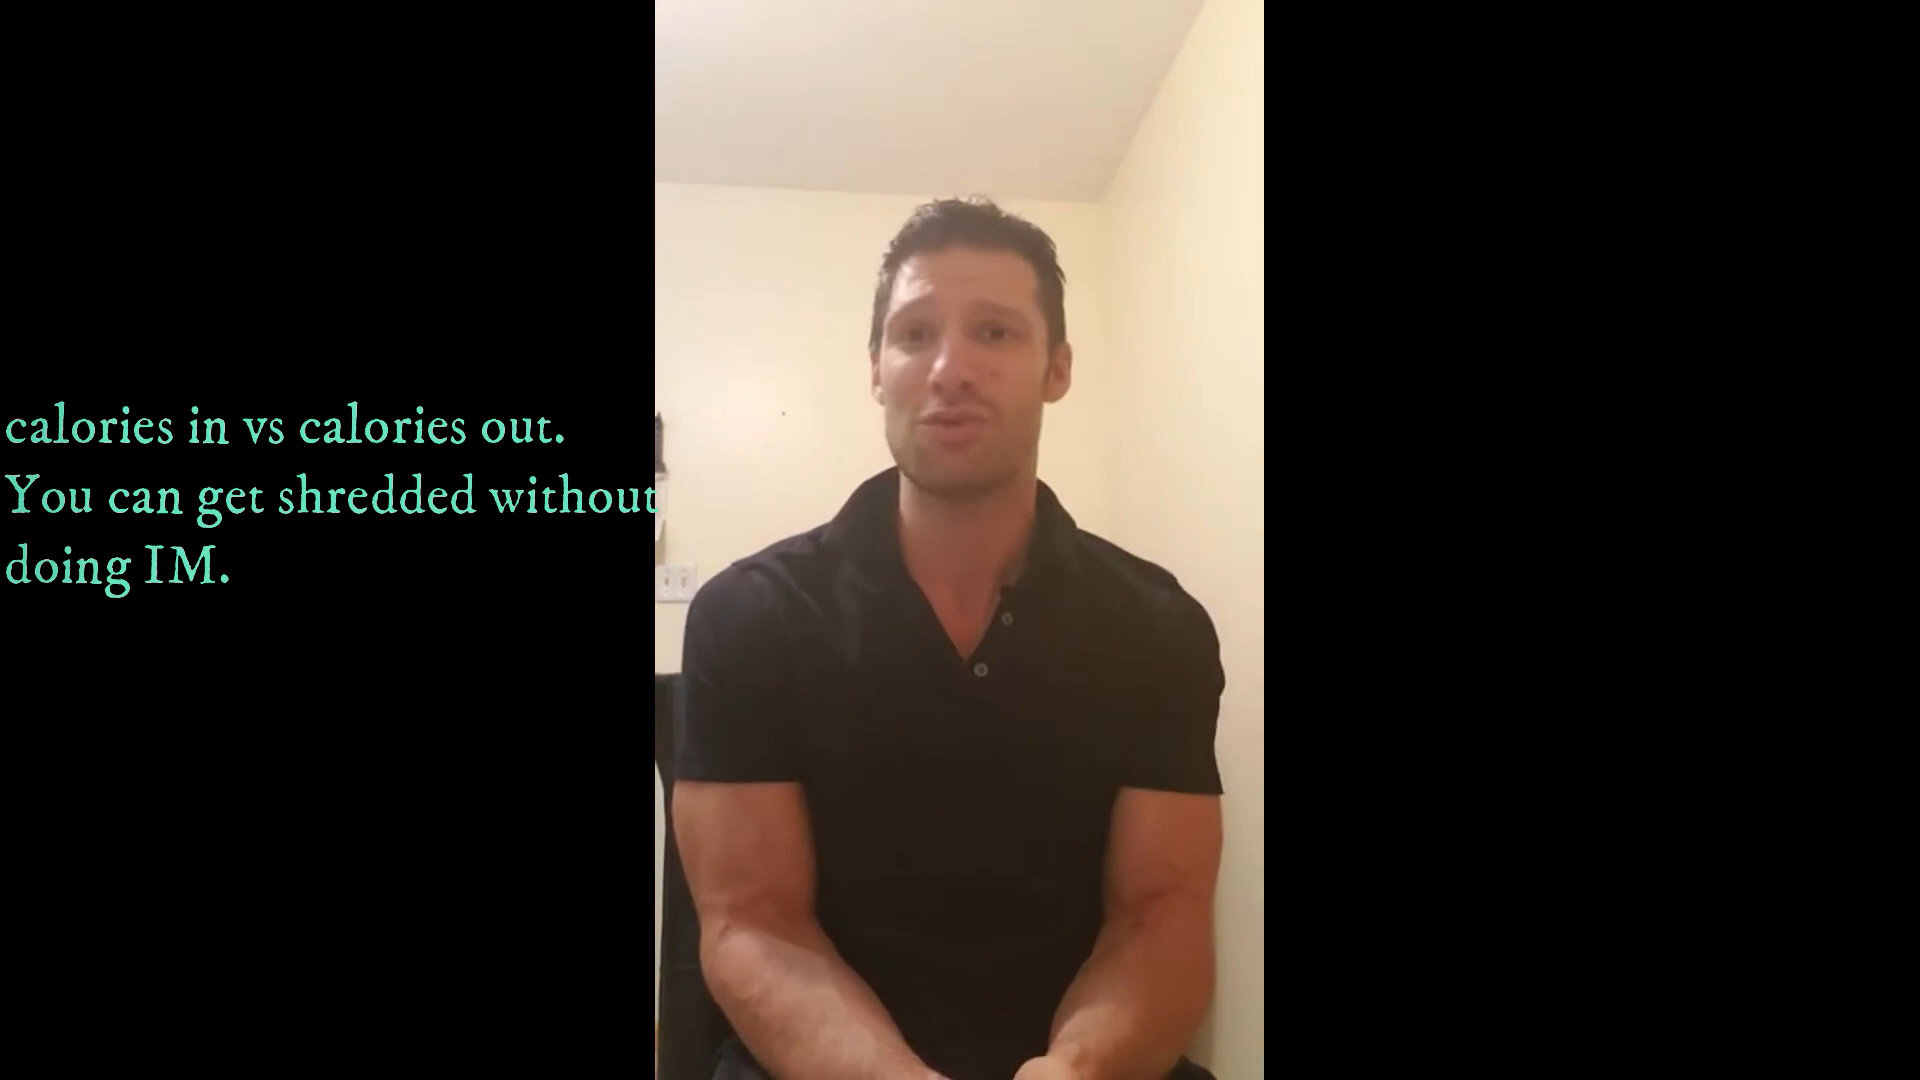 calories in vs calories out.
You can get shredded without
doing IM.